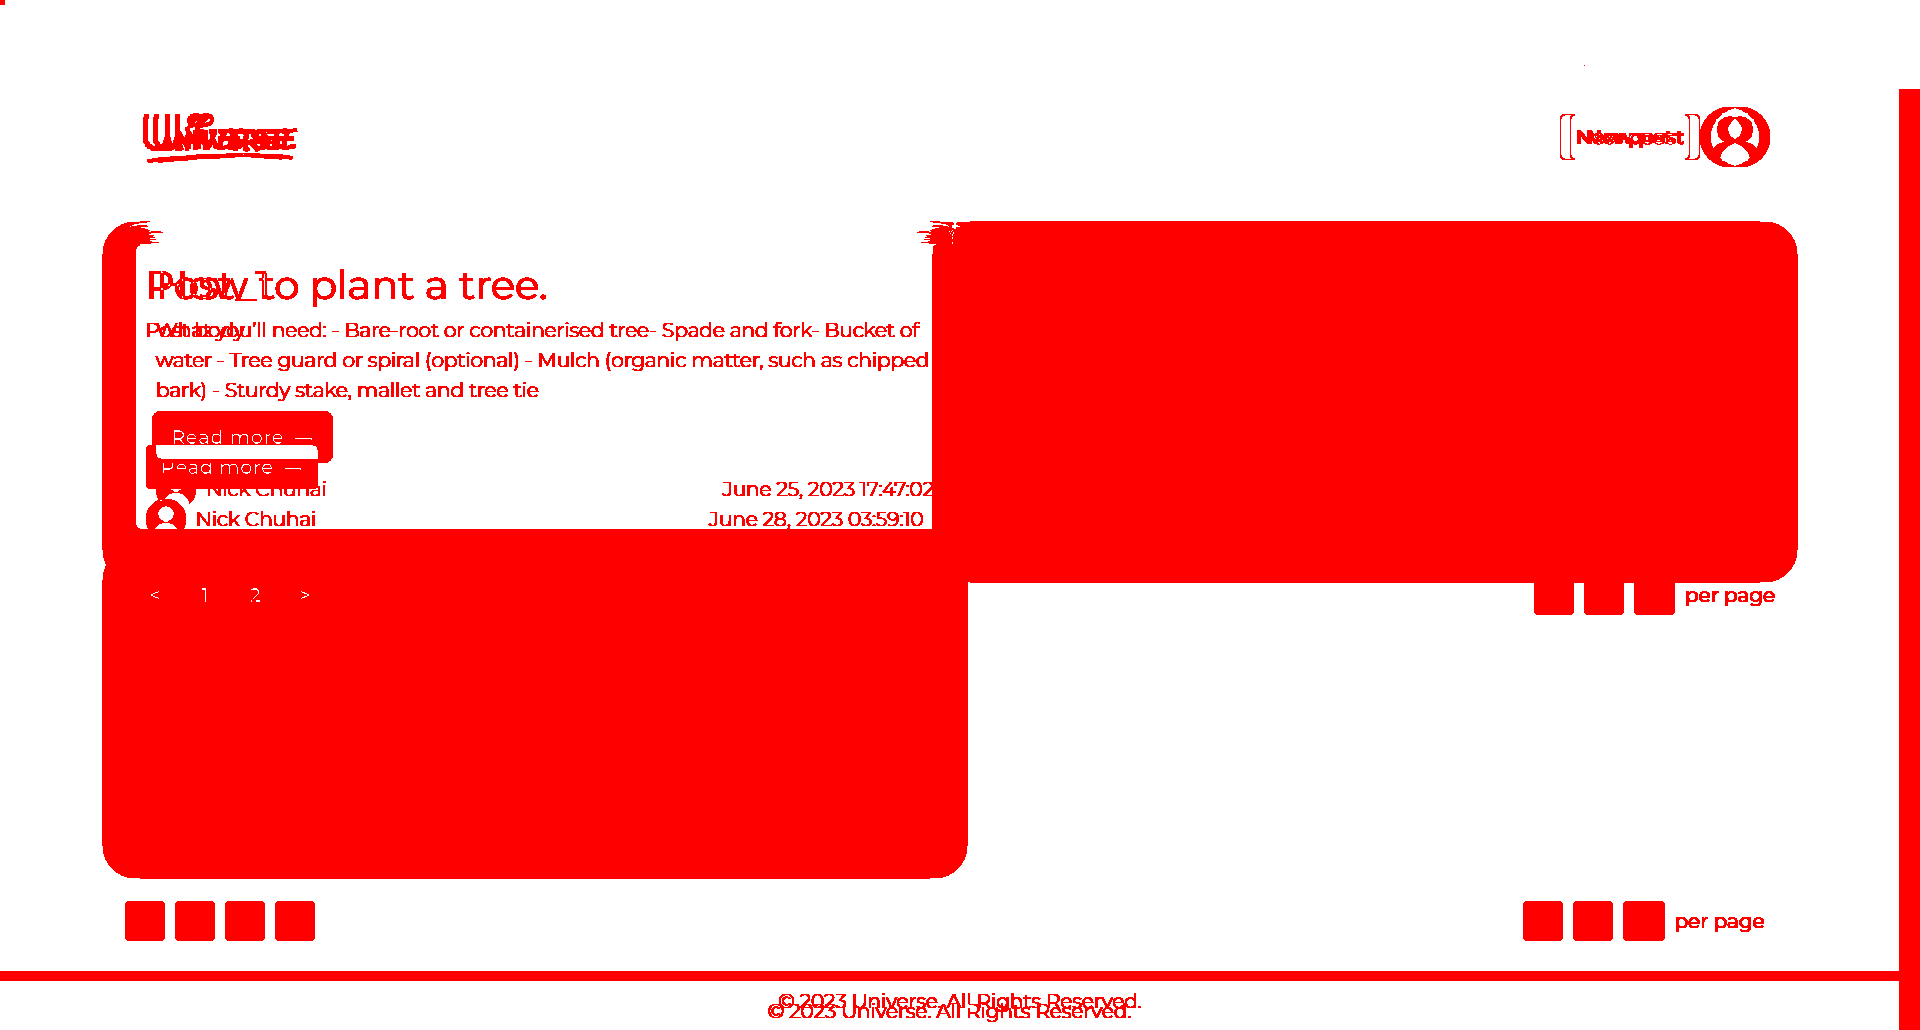 UNIVERSE
New post
How to plant a tree.
Post_1
What you'll need: - Bare-root or containerised tree- Spade and fork- Bucket of
Post body
water - Tree guard or spiral (optional) - Mulch (organic matter, such as chipped
bark) - Sturdy stake, mallet and tree tie
Read more —
Read more —
Nick Chuhai June 25, 2023 17:47:02
Nick Chuhai June 28, 2023 03:59:10
< 1 2 > per page
per page
© 2023 Universe. All Rights Reserved.
© 2023 Universe. All Rights Reserved.